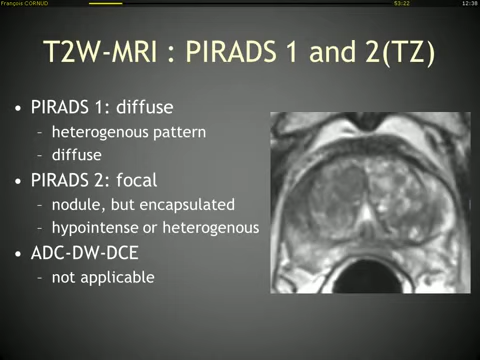 François CORNUD 53:22 12:38
T2W-MRI : PIRADS 1 and 2(TZ)
• PIRADS 1: diffuse
– heterogenous pattern
– diffuse
• PIRADS 2: focal
– nodule, but encapsulated
– hypointense or heterogenous
• ADC-DW-DCE
– not applicable